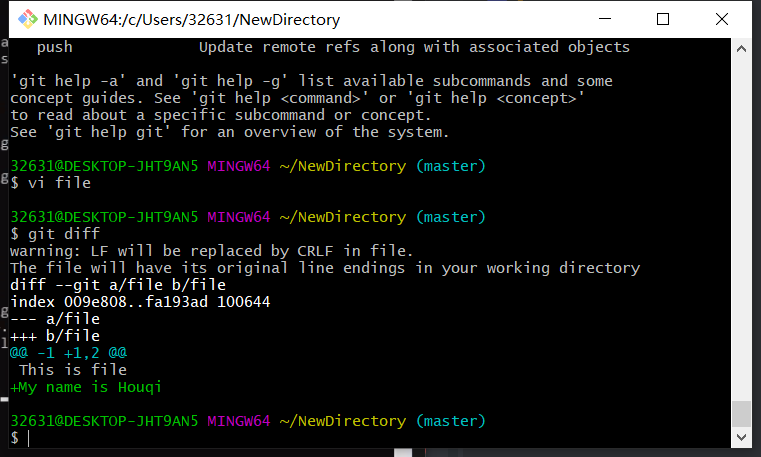 MINGW64:/c/Users/32631/NewDirectory
push Update remote refs along with associated objects
'git help -a' and 'git help -g' list available subcommands and some
concept guides. See 'git help <command>' or 'git help <concept>'
to read about a specific subcommand or concept.
See 'git help git' for an overview of the system.
32631@DESKTOP-JHT9AN5 MINGW64 ~/NewDirectory (master)
$ vi file
32631@DESKTOP-JHT9AN5 MINGW64 ~/NewDirectory (master)
$ git diff
warning: LF will be replaced by CRLF in file.
The file will have its original line endings in your working directory
diff --git a/file b/file
index 009e808..fa193ad 100644
--- a/file
+++ b/file
@@ -1 +1,2 @@
 This is file
+My name is Houqi
32631@DESKTOP-JHT9AN5 MINGW64 ~/NewDirectory (master)
$